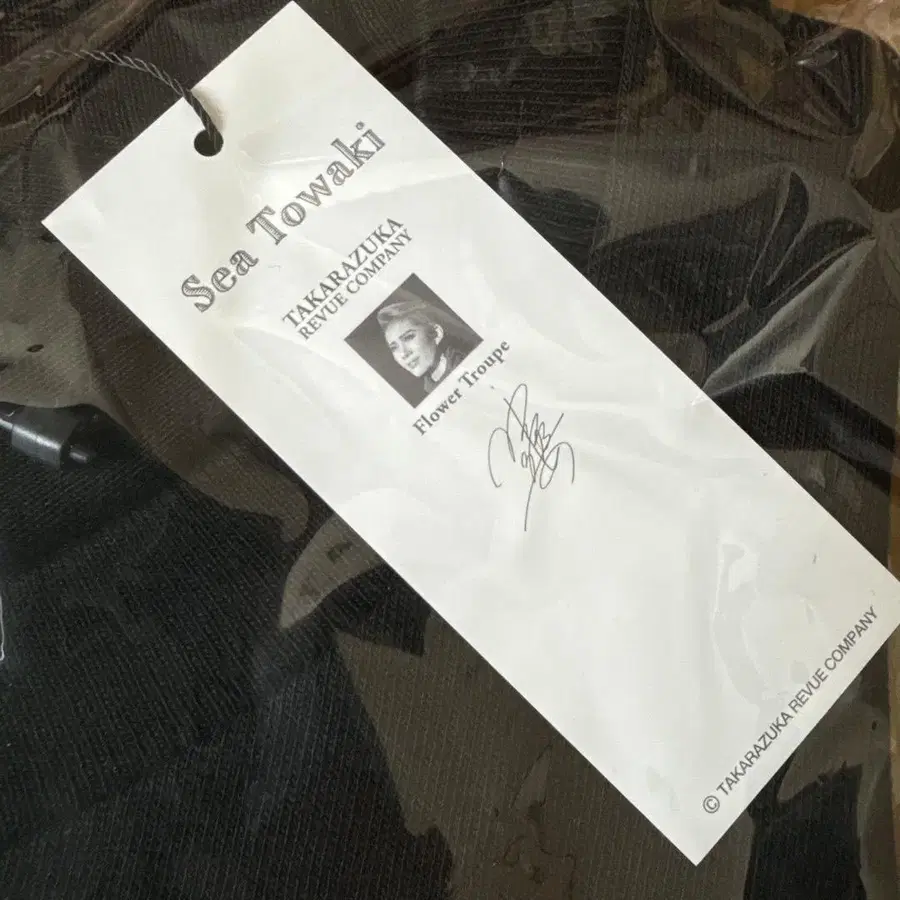 Sea Towaki
TAKARAZUKA
REVUE COMPANY
Flower Troupe
© TAKARAZUKA REVUE COMPANY